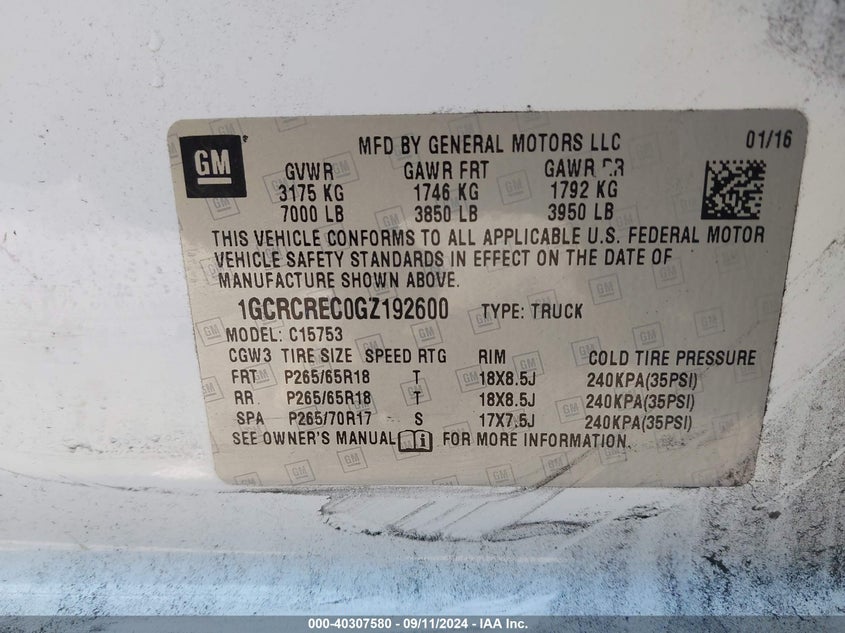 GM
MFD BY GENERAL MOTORS LLC 01/16
GVWR GAWR FRT GAWR RR
3175 KG 1746 KG 1792 KG
7000 LB 3850 LB 3950 LB
THIS VEHICLE CONFORMS TO ALL APPLICABLE U.S. FEDERAL MOTOR
VEHICLE SAFETY STANDARDS IN EFFECT ON THE DATE OF
MANUFACTURE SHOWN ABOVE.
1GCRCREC0GZ192600 TYPE: TRUCK
MODEL: C15753
CGW3 TIRE SIZE SPEED RTG RIM COLD TIRE PRESSURE
FRT P265/65R18 T 18X8.5J 240KPA(35PSI)
RR P265/65R18 T 18X8.5J 240KPA(35PSI)
SPA P265/70R17 S 17X7.5J 240KPA(35PSI)
SEE OWNER'S MANUAL FOR MORE INFORMATION.
000-40307580 - 09/11/2024 - IAA Inc.